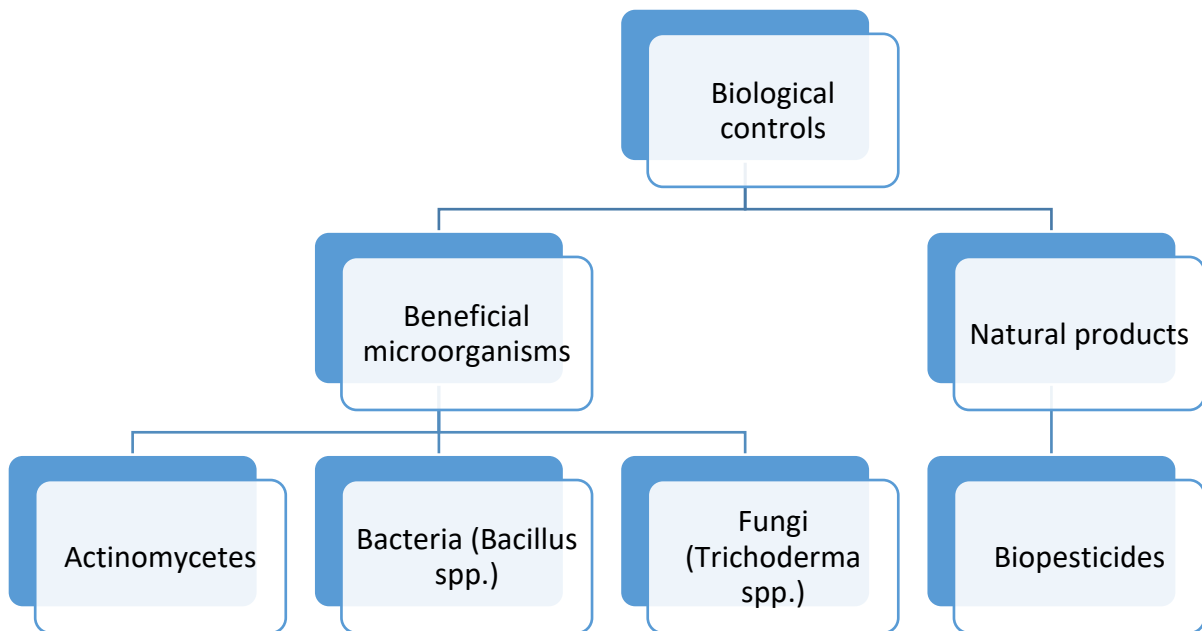 Biological
controls
Beneficial
microorganisms
Natural products
Actinomycetes
Bacteria (Bacillus
spp.)
Fungi
(Trichoderma
spp.)
Biopesticides